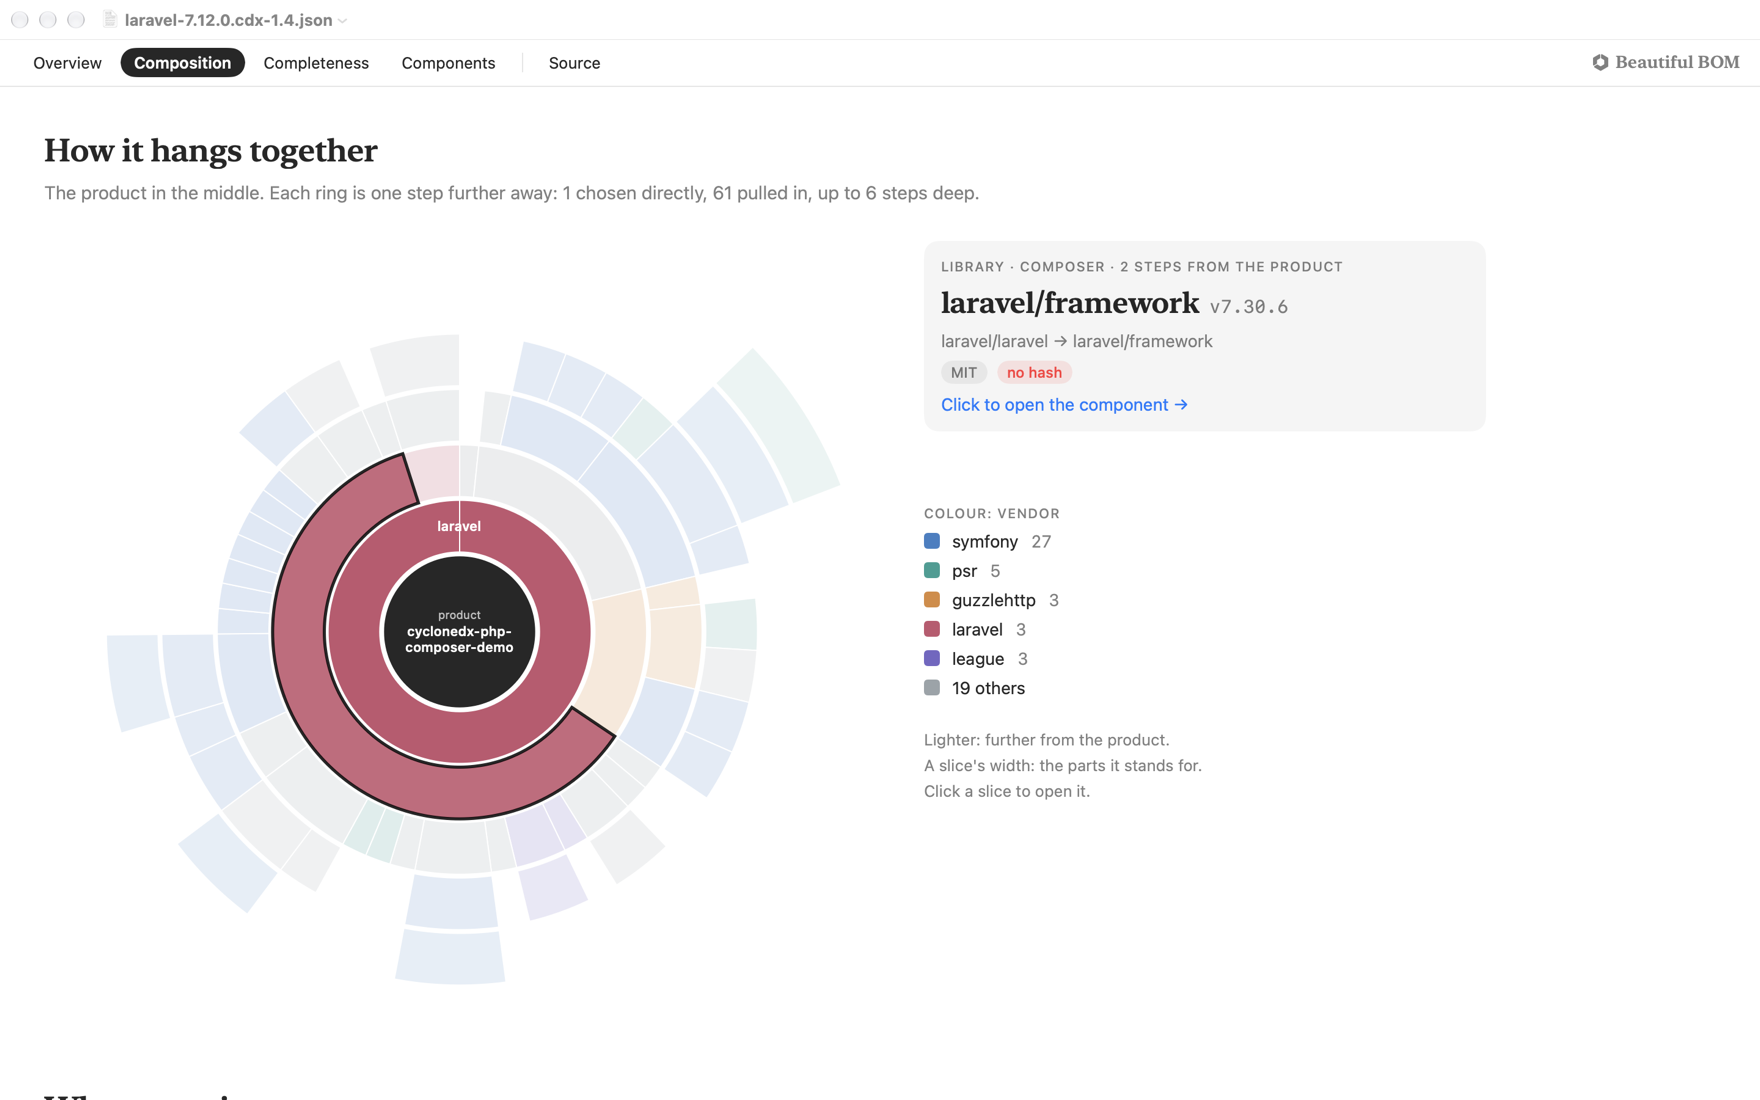 laravel-7.12.0.cdx-1.4.json
Overview Composition Completeness Components Source
Beautiful BOM
How it hangs together
The product in the middle. Each ring is one step further away: 1 chosen directly, 61 pulled in, up to 6 steps deep.
laravel
product
cyclonedx-php-
composer-demo
LIBRARY · COMPOSER · 2 STEPS FROM THE PRODUCT
laravel/framework v7.30.6
laravel/laravel → laravel/framework
MIT no hash
Click to open the component →
COLOUR: VENDOR
symfony 27
psr 5
guzzlehttp 3
laravel 3
league 3
19 others
Lighter: further from the product.
A slice's width: the parts it stands for.
Click a slice to open it.